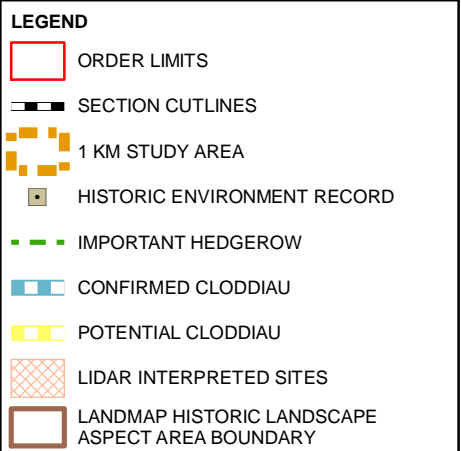 LEGEND
ORDER LIMITS
SECTION CUTLINES
1 KM STUDY AREA
HISTORIC ENVIRONMENT RECORD
IMPORTANT HEDGEROW
CONFIRMED CLODDIAU
POTENTIAL CLODDIAU
LIDAR INTERPRETED SITES
LANDMAP HISTORIC LANDSCAPE
ASPECT AREA BOUNDARY